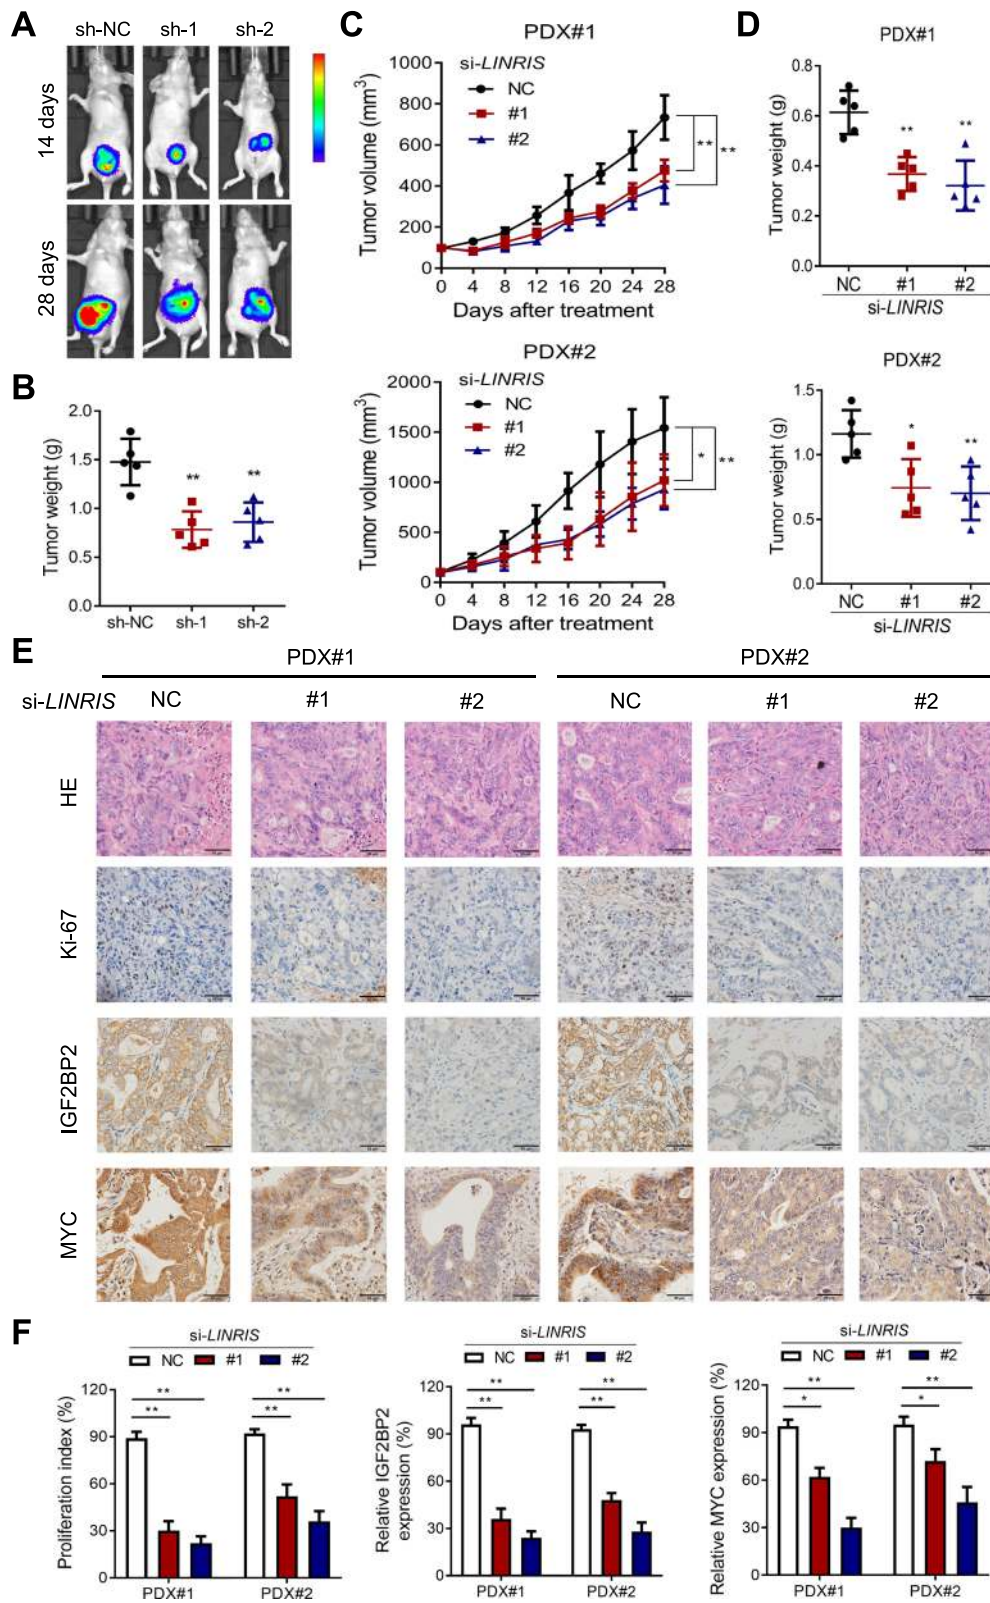 A
sh-NC sh-1 sh-2
14 days
28 days
B
Tumor weight (g)
2.0
1.5
1.0
0.5
0.0
** **
sh-NC sh-1 sh-2
C
PDX#1
si-LINRIS
NC
#1
#2
Tumor volume (mm3)
1000
800
600
400
200
0
** **
0 4 8 12 16 20 24 28
Days after treatment
PDX#2
si-LINRIS
NC
#1
#2
Tumor volume (mm3)
2000
1500
1000
500
0
* **
0 4 8 12 16 20 24 28
Days after treatment
D
PDX#1
Tumor weight (g)
0.8
0.6
0.4
0.2
0.0
** **
NC #1 #2
si-LINRIS
PDX#2
Tumor weight (g)
1.5
1.0
0.5
0.0
* **
NC #1 #2
si-LINRIS
E
PDX#1 PDX#2
si-LINRIS NC #1 #2 NC #1 #2
HE
Ki-67
IGF2BP2
MYC
F
si-LINRIS
NC #1 #2
Proliferation index (%)
120
90
60
30
0
** **
** **
PDX#1 PDX#2
si-LINRIS
NC #1 #2
Relative IGF2BP2
expression (%)
120
90
60
30
0
** **
** **
PDX#1 PDX#2
si-LINRIS
NC #1 #2
Relative MYC expression (%)
120
90
60
30
0
** **
* *
PDX#1 PDX#2